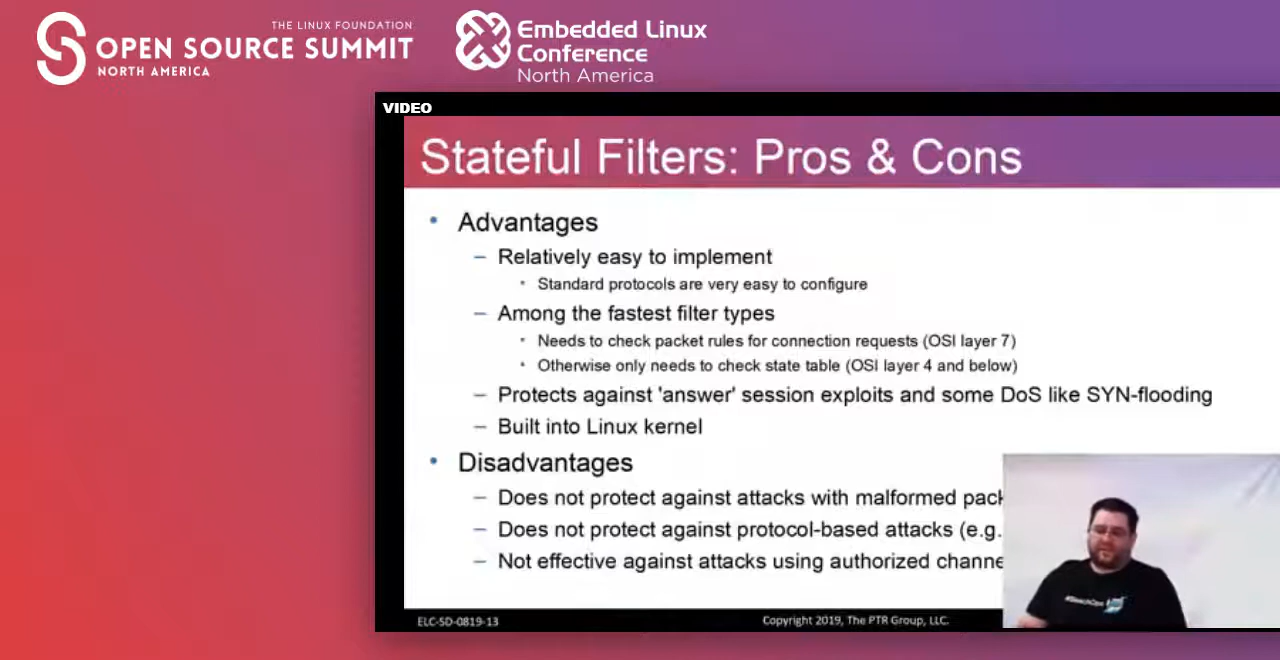 THE LINUX FOUNDATION
OPEN SOURCE SUMMIT
NORTH AMERICA
Embedded Linux
Conference
North America
VIDEO
Stateful Filters: Pros & Cons
• Advantages
– Relatively easy to implement
• Standard protocols are very easy to configure
– Among the fastest filter types
• Needs to check packet rules for connection requests (OSI layer 7)
• Otherwise only needs to check state table (OSI layer 4 and below)
– Protects against 'answer' session exploits and some DoS like SYN-flooding
– Built into Linux kernel
• Disadvantages
– Does not protect against attacks with malformed pack
– Does not protect against protocol-based attacks (e.g.
– Not effective against attacks using authorized channe
ELC-SD-0819-13
Copyright 2019, The PTR Group, LLC.